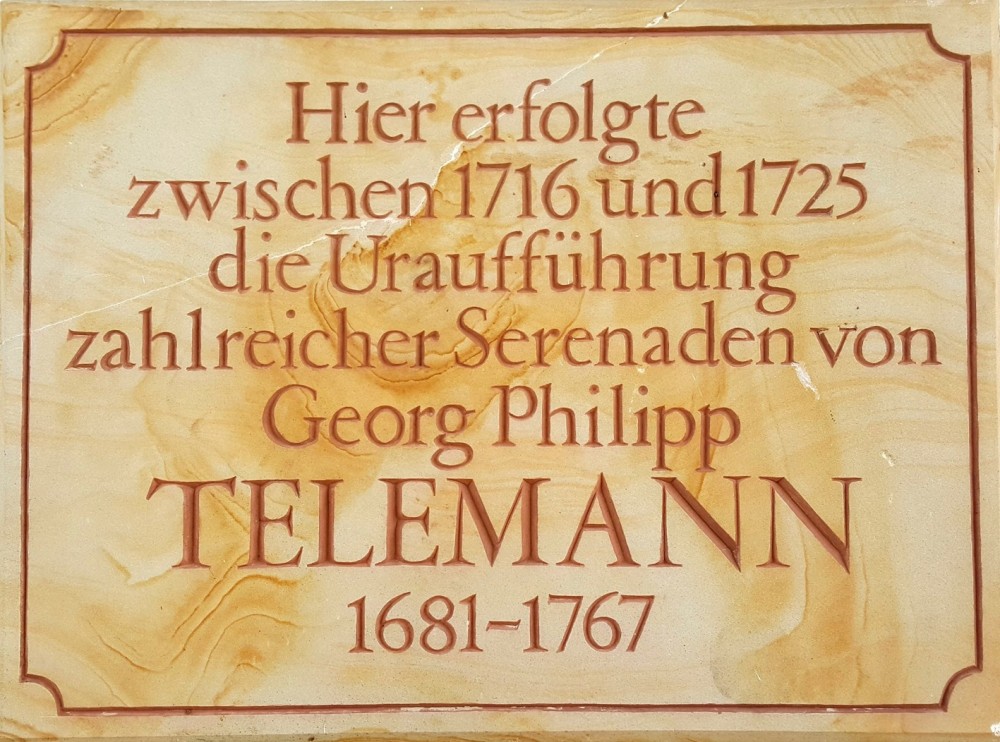 Hier erfolgte
zwischen 1716 und 1725
die Uraufführung
zahlreicher Serenaden von
Georg Philipp
TELEMANN
1681-1767